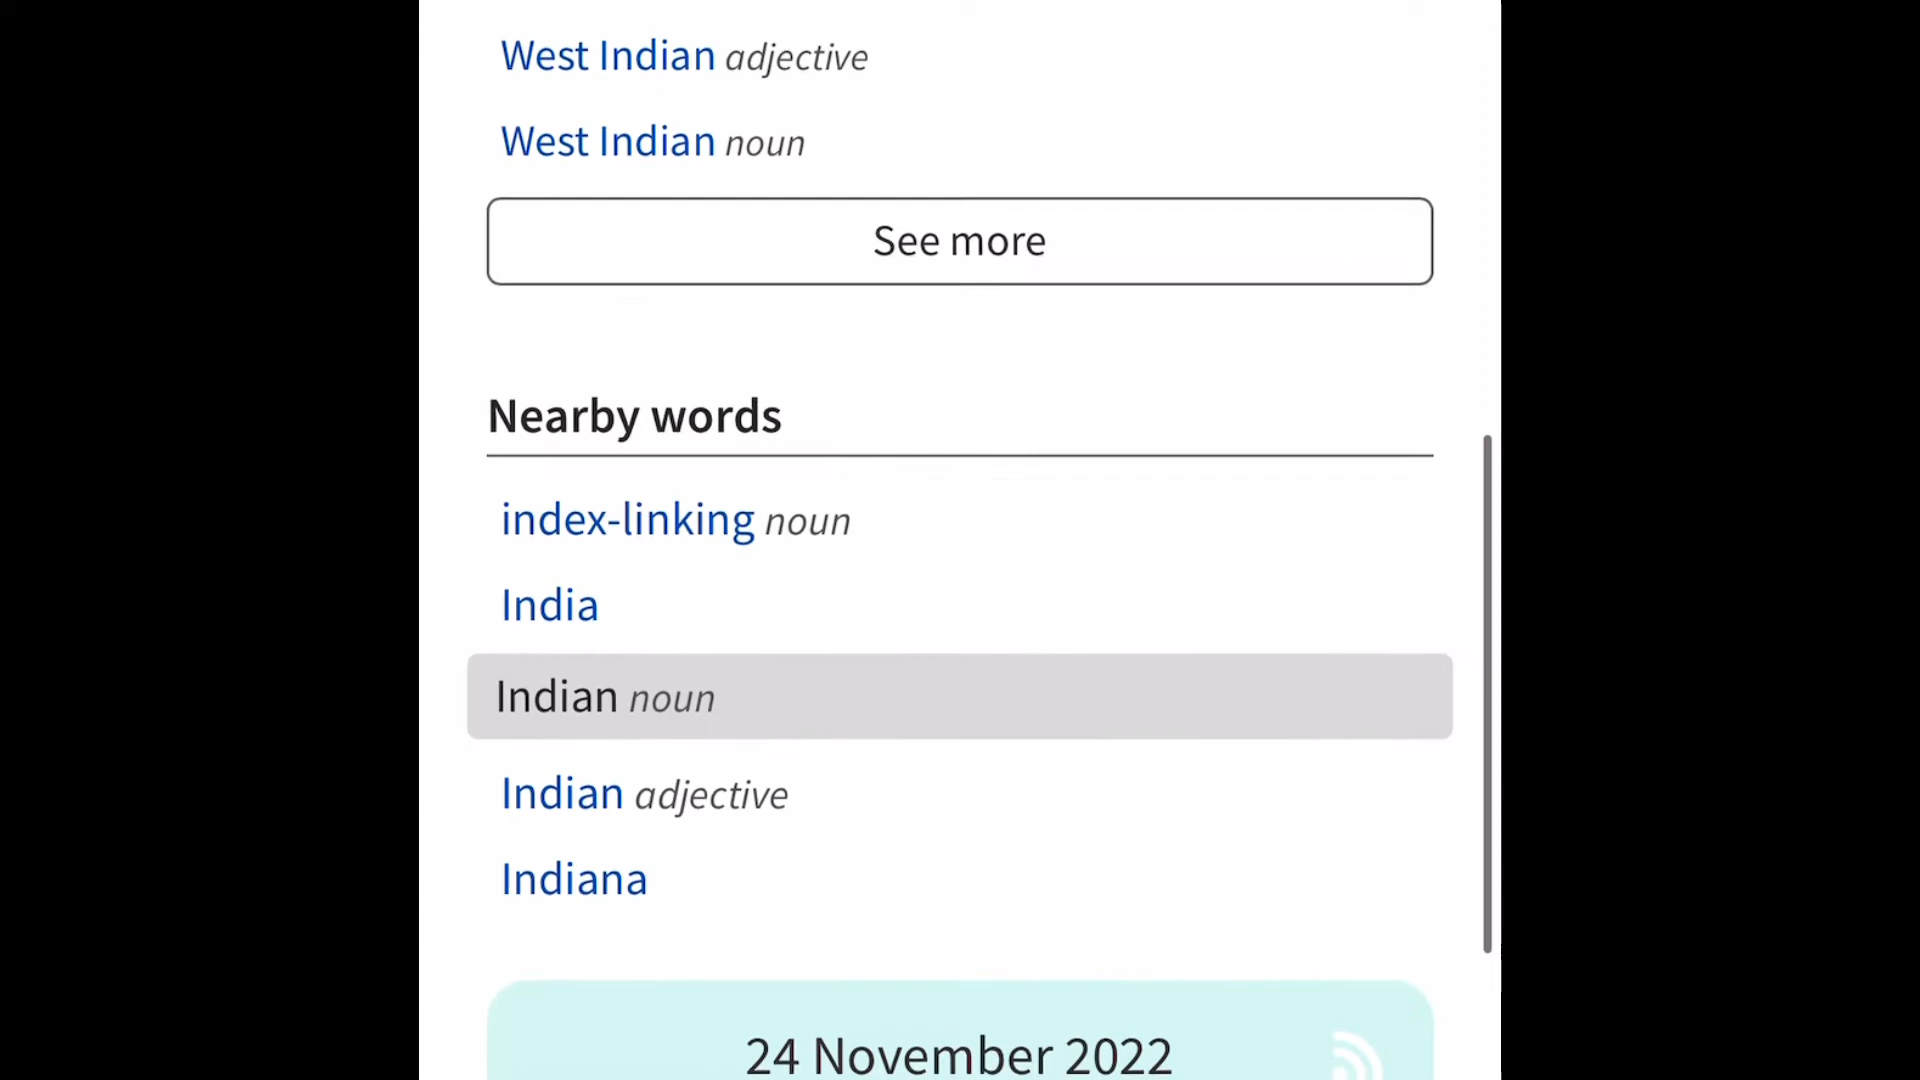 West Indian adjective
West Indian noun
See more
Nearby words
index-linking noun
India
Indian noun
Indian adjective
Indiana
24 November 2022